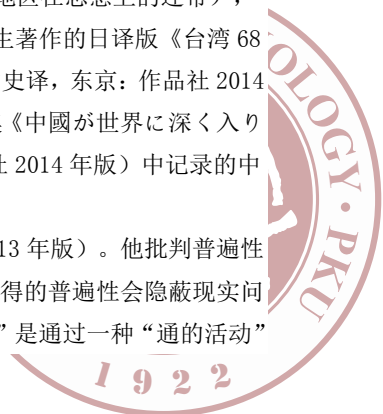 地区在思想上的连带），
生著作的日译版《台湾 68
史译，东京：作品社 2014
《中國が世界に深く入り
社 2014 年版）中记录的中
13 年版）。他批判普遍性
得的普遍性会隐蔽现实问
”是通过一种“通的活动”
OLOGY · PKU
1922